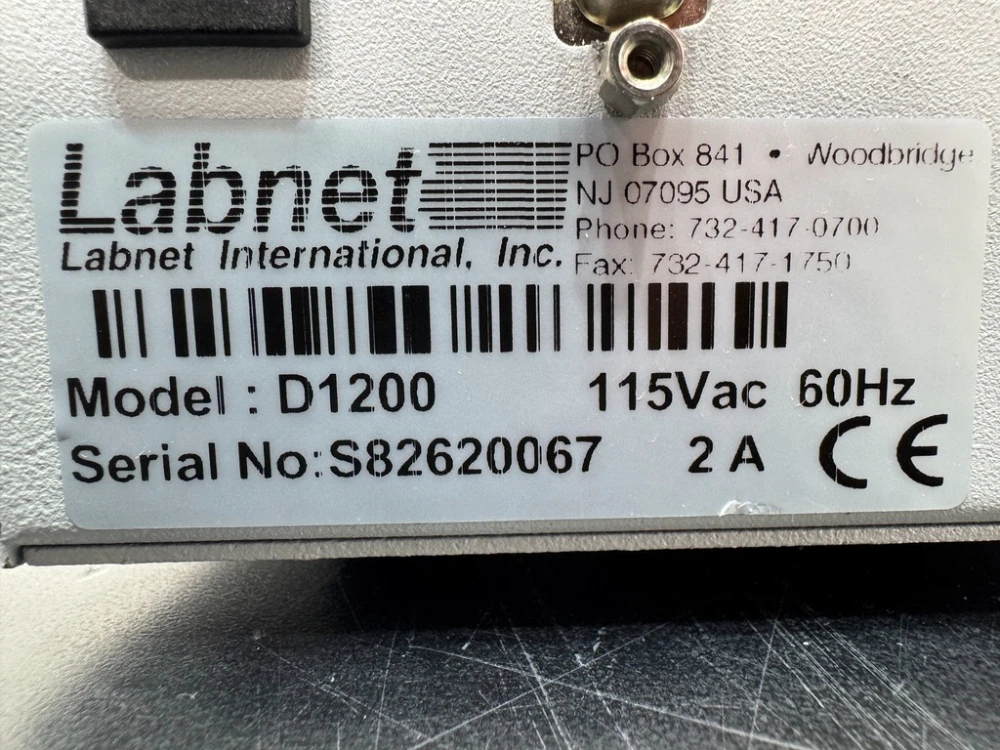 Labnet
PO Box 841 • Woodbridge
NJ 07095 USA
Phone: 732-417-0700
Labnet International, Inc.
Fax: 732-417-1750
Model : D1200 115Vac 60Hz
Serial No:S82620067 2 A CE